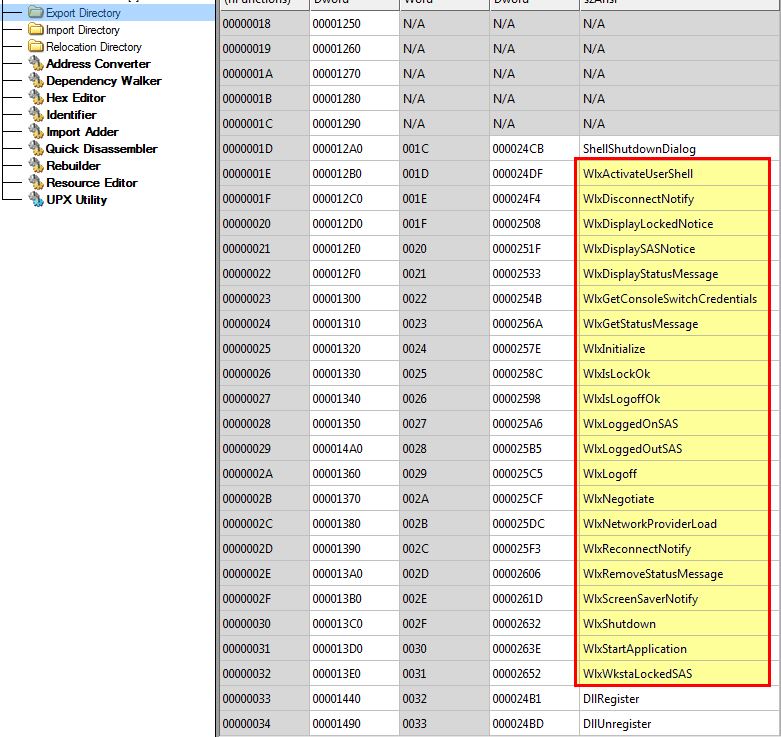 Export Directory
Import Directory
Relocation Directory
Address Converter
Dependency Walker
Hex Editor
Identifier
Import Adder
Quick Disassembler
Rebuilder
Resource Editor
UPX Utility
(nFunctions) Dword Word Dword szAnsi
00000018 00001250 N/A N/A N/A
00000019 00001260 N/A N/A N/A
0000001A 00001270 N/A N/A N/A
0000001B 00001280 N/A N/A N/A
0000001C 00001290 N/A N/A N/A
0000001D 000012A0 001C 000024CB ShellShutdownDialog
0000001E 000012B0 001D 000024DF WlxActivateUserShell
0000001F 000012C0 001E 000024F4 WlxDisconnectNotify
00000020 000012D0 001F 00002508 WlxDisplayLockedNotice
00000021 000012E0 0020 0000251F WlxDisplaySASNotice
00000022 000012F0 0021 00002533 WlxDisplayStatusMessage
00000023 00001300 0022 0000254B WlxGetConsoleSwitchCredentials
00000024 00001310 0023 0000256A WlxGetStatusMessage
00000025 00001320 0024 0000257E WlxInitialize
00000026 00001330 0025 0000258C WlxIsLockOk
00000027 00001340 0026 00002598 WlxIsLogoffOk
00000028 00001350 0027 000025A6 WlxLoggedOnSAS
00000029 000014A0 0028 000025B5 WlxLoggedOutSAS
0000002A 00001360 0029 000025C5 WlxLogoff
0000002B 00001370 002A 000025CF WlxNegotiate
0000002C 00001380 002B 000025DC WlxNetworkProviderLoad
0000002D 00001390 002C 000025F3 WlxReconnectNotify
0000002E 000013A0 002D 00002606 WlxRemoveStatusMessage
0000002F 000013B0 002E 0000261D WlxScreenSaverNotify
00000030 000013C0 002F 00002632 WlxShutdown
00000031 000013D0 0030 0000263E WlxStartApplication
00000032 000013E0 0031 00002652 WlxWkstaLockedSAS
00000033 00001440 0032 000024B1 DllRegister
00000034 00001490 0033 000024BD DllUnregister